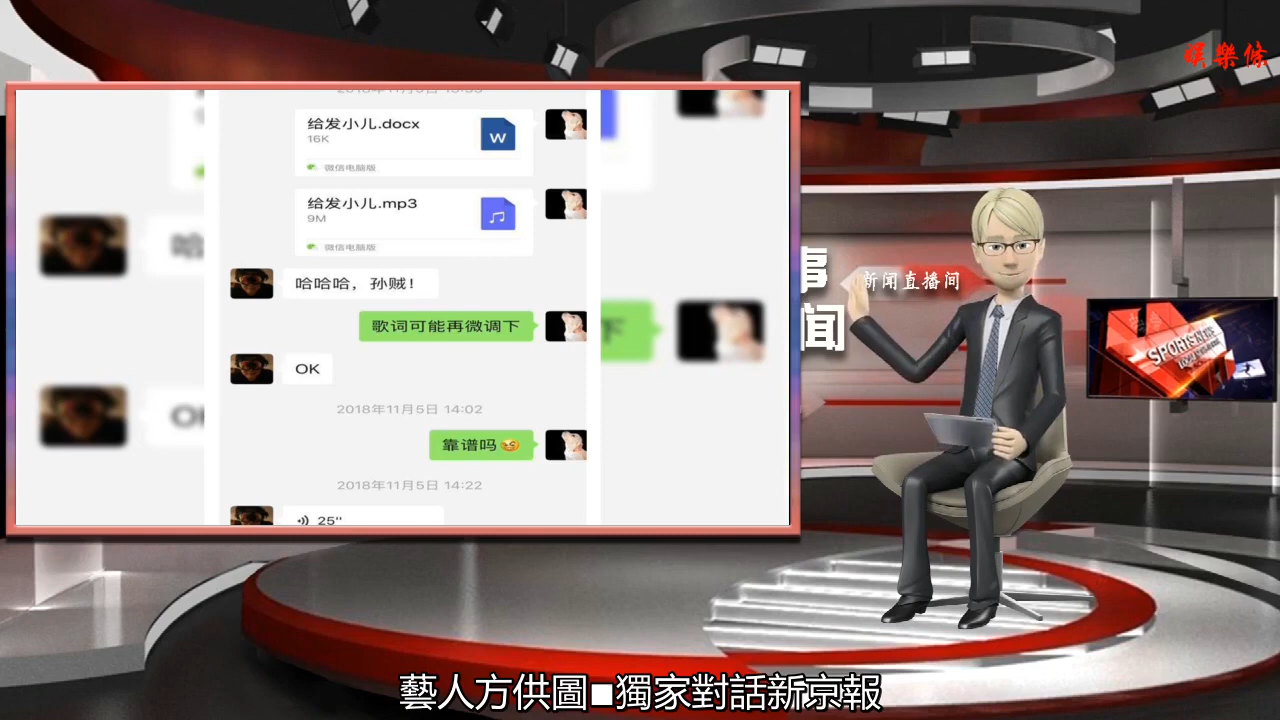 娱樂條
给发小儿.docx
16K
W
微信电脑版
给发小儿.mp3
9M
微信电脑版
哈哈哈，孙贼！
歌词可能再微调下
OK
2018年11月5日 14:02
靠谱吗
2018年11月5日 14:22
25"
新闻直播间
闻
SPORTS
藝人方供圖■獨家對話新京報